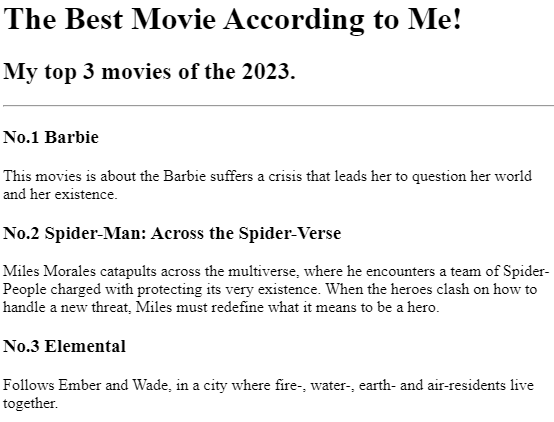 The Best Movie According to Me!
My top 3 movies of the 2023.
No.1 Barbie
This movies is about the Barbie suffers a crisis that leads her to question her world
and her existence.
No.2 Spider-Man: Across the Spider-Verse
Miles Morales catapults across the multiverse, where he encounters a team of Spider-
People charged with protecting its very existence. When the heroes clash on how to
handle a new threat, Miles must redefine what it means to be a hero.
No.3 Elemental
Follows Ember and Wade, in a city where fire-, water-, earth- and air-residents live
together.